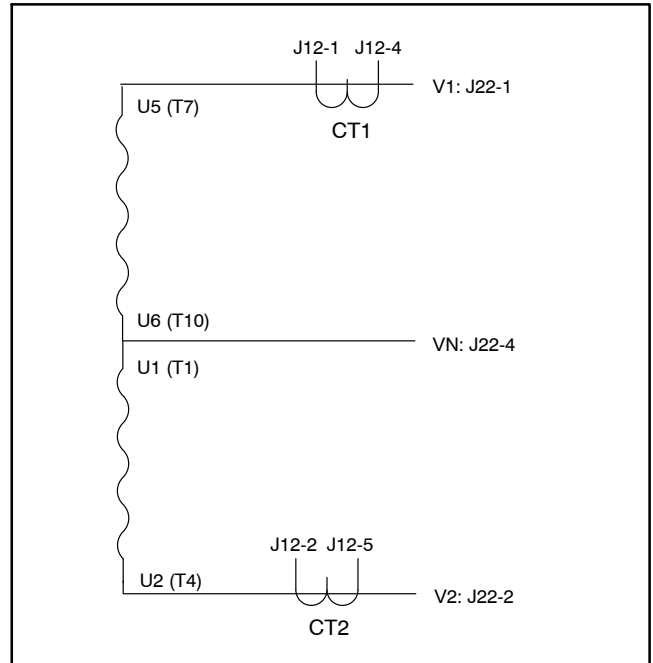 J12-1 J12-4
V1: J22-1
U5 (T7)
CT1
U6 (T10)
VN: J22-4
U1 (T1)
J12-2 J12-5
U2 (T4)
V2: J22-2
CT2